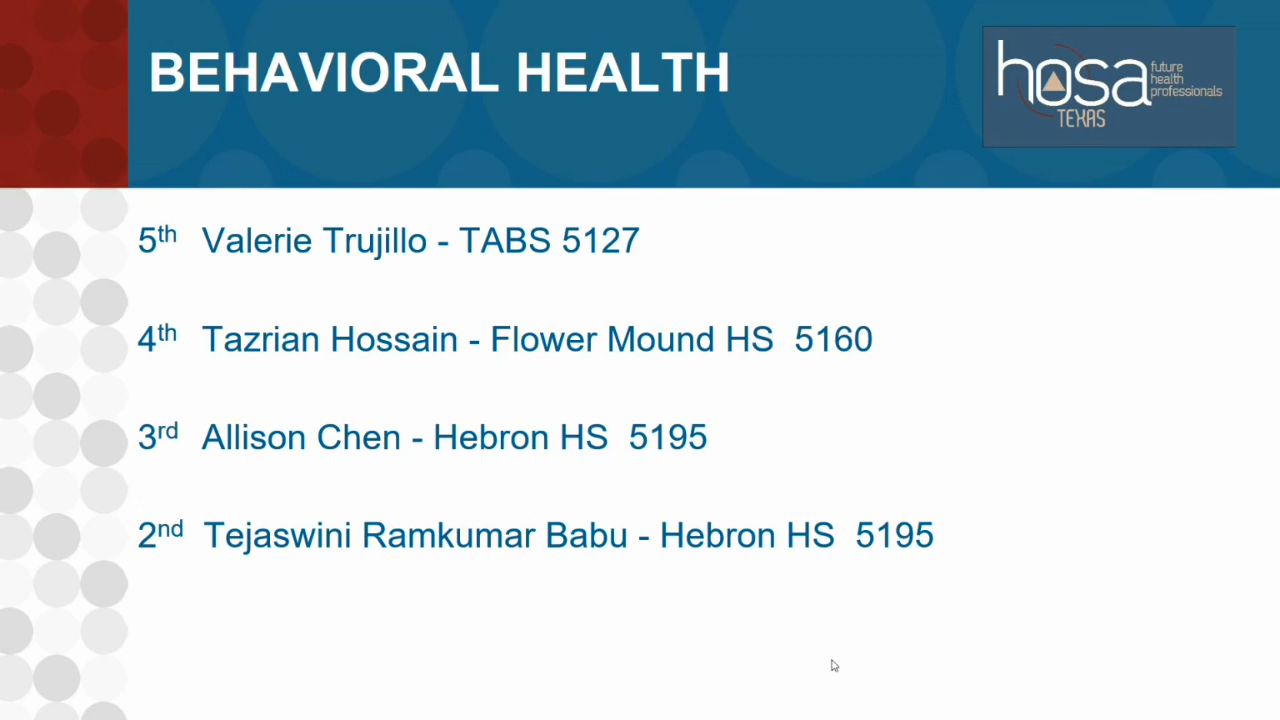 BEHAVIORAL HEALTH
hosa future health professionals
TEXAS
5th Valerie Trujillo - TABS 5127
4th Tazrian Hossain - Flower Mound HS 5160
3rd Allison Chen - Hebron HS 5195
2nd Tejaswini Ramkumar Babu - Hebron HS 5195